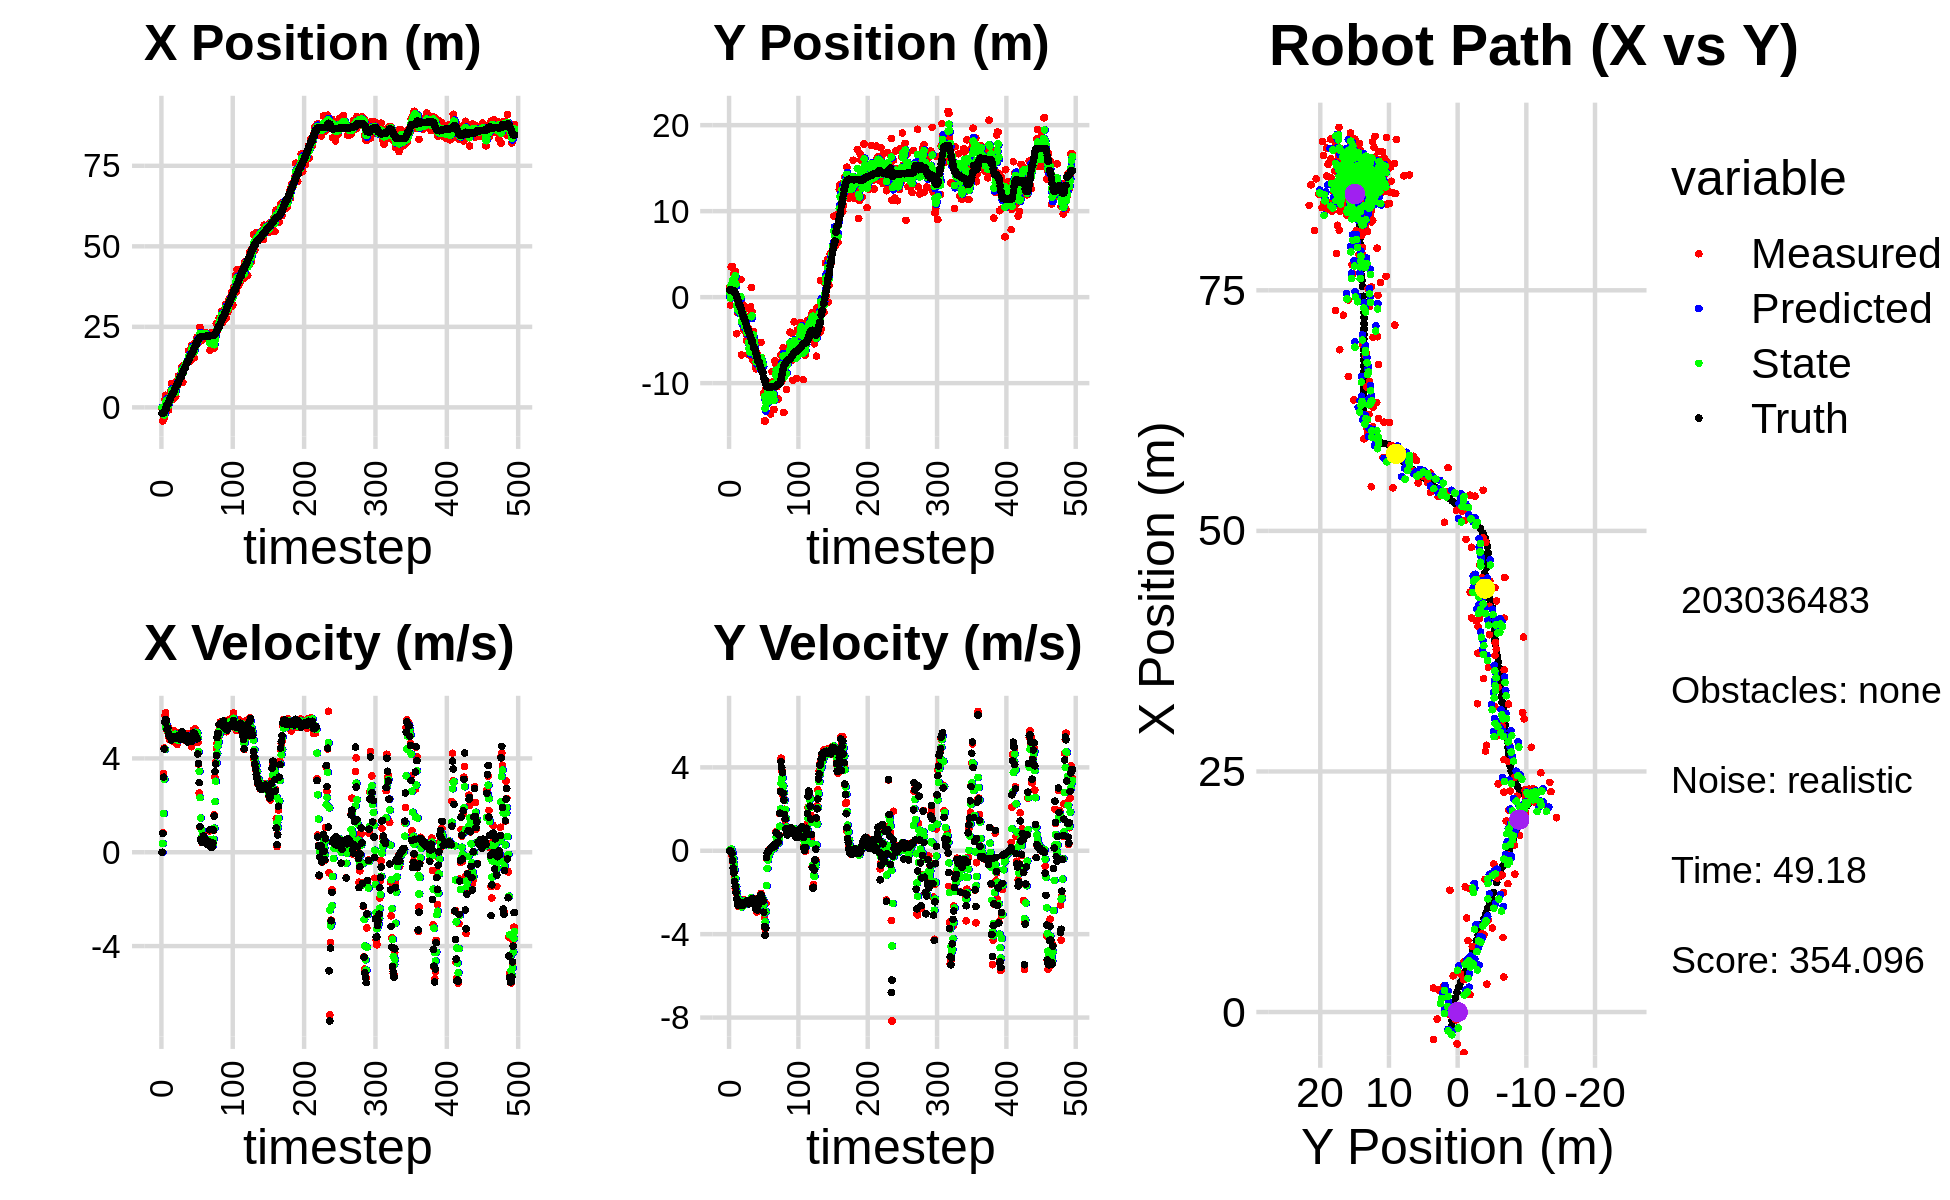 X Position (m)
75
50
25
0
0 100 200 300 400 500
timestep
Y Position (m)
20
10
0
-10
0 100 200 300 400 500
timestep
X Velocity (m/s)
4
0
-4
0 100 200 300 400 500
timestep
Y Velocity (m/s)
4
0
-4
-8
0 100 200 300 400 500
timestep
Robot Path (X vs Y)
X Position (m)
75
50
25
0
20 10 0 -10 -20
Y Position (m)
variable
Measured
Predicted
State
Truth
203036483
Obstacles: none
Noise: realistic
Time: 49.18
Score: 354.096